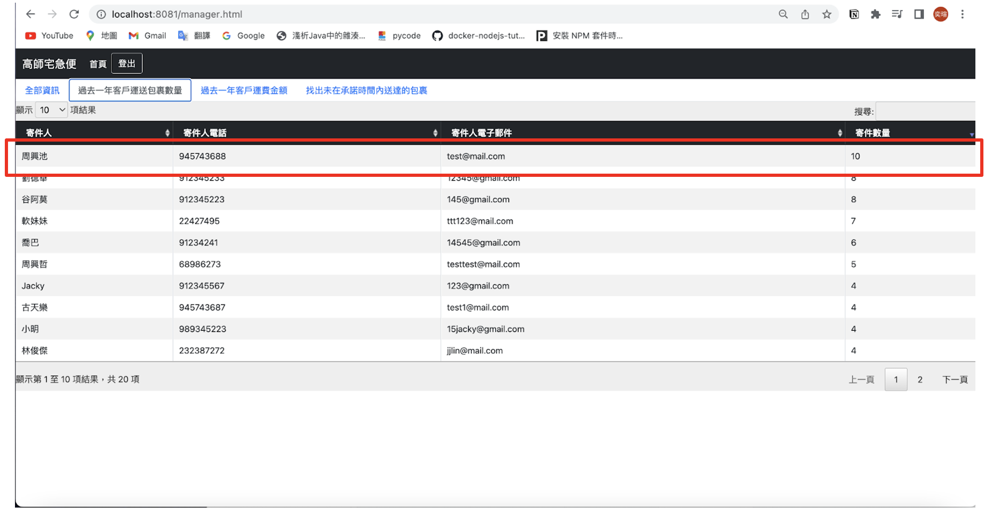 localhost:8081/manager.html 奕瑄
YouTube 地圖 Gmail 翻譯 Google 淺析Java中的雜湊... pycode docker-nodejs-tut... 安裝 NPM 套件時...
高師宅急便 首頁 登出
全部資訊 過去一年客戶運送包裹數量 過去一年客戶運費金額 找出未在承諾時間內送達的包裹
顯示 10 項結果 搜尋:
寄件人 寄件人電話 寄件人電子郵件 寄件數量
周興池 945743688 test@mail.com 10
劉德華 912345233 12345@gmail.com 8
谷阿莫 912345223 145@gmail.com 8
軟妹妹 22427495 ttt123@mail.com 7
喬巴 91234241 14545@gmail.com 6
周興哲 68986273 testtest@mail.com 5
Jacky 912345567 123@gmail.com 4
古天樂 945743687 test1@mail.com 4
小明 989345223 15jacky@gmail.com 4
林俊傑 232387272 jjlin@mail.com 4
顯示第 1 至 10 項結果，共 20 項 上一頁 1 2 下一頁